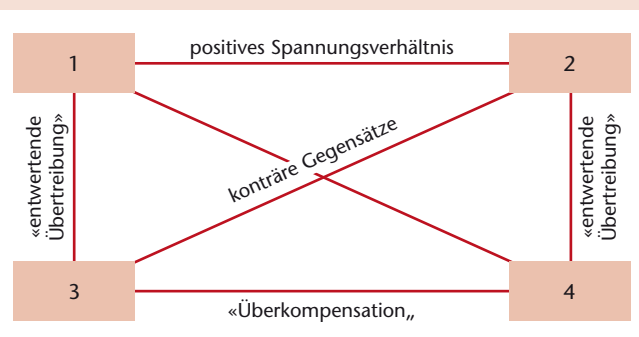 positives Spannungsverhältnis
1
2
«entwertende
Übertreibung»
konträre Gegensätze
«entwertende
Übertreibung»
3
4
«Überkompensation„